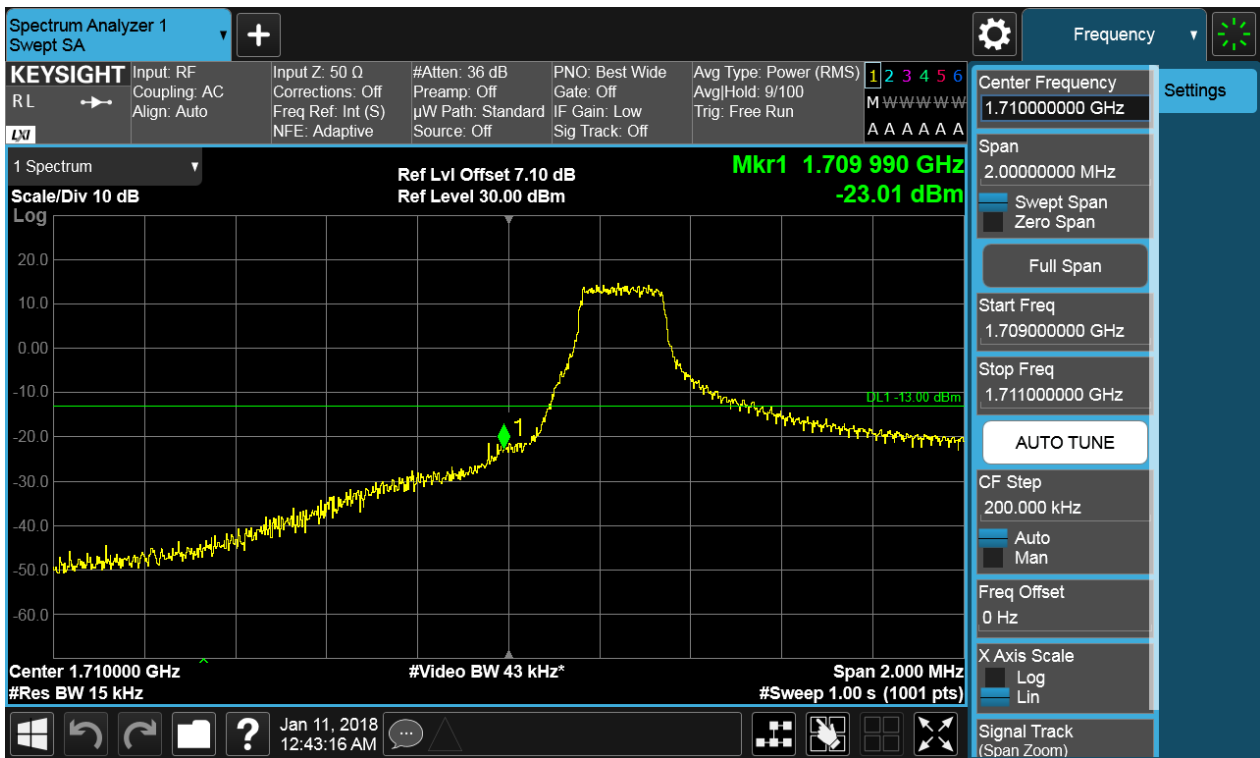 Spectrum Analyzer 1
Swept SA
+
Frequency
KEYSIGHT
R L
LXI
Input: RF
Coupling: AC
Align: Auto
Input Z: 50 Ω
Corrections: Off
Freq Ref: Int (S)
NFE: Adaptive
#Atten: 36 dB
Preamp: Off
µW Path: Standard
Source: Off
PNO: Best Wide
Gate: Off
IF Gain: Low
Sig Track: Off
Avg Type: Power (RMS)
Avg|Hold: 9/100
Trig: Free Run
1 2 3 4 5 6
M W W W W W
A A A A A A
1 Spectrum
Scale/Div 10 dB
Log
Ref Lvl Offset 7.10 dB
Ref Level 30.00 dBm
Mkr1 1.709 990 GHz
-23.01 dBm
20.0
10.0
0.00
-10.0
DL1 -13.00 dBm
1
-20.0
-30.0
-40.0
-50.0
-60.0
Center 1.710000 GHz
#Video BW 43 kHz*
Span 2.000 MHz
#Res BW 15 kHz
#Sweep 1.00 s (1001 pts)
Center Frequency
1.710000000 GHz
Span
2.00000000 MHz
Swept Span
Zero Span
Full Span
Start Freq
1.709000000 GHz
Stop Freq
1.711000000 GHz
AUTO TUNE
CF Step
200.000 kHz
Auto
Man
Freq Offset
0 Hz
X Axis Scale
Log
Lin
Signal Track
(Span Zoom)
Settings
?
Jan 11, 2018
12:43:16 AM